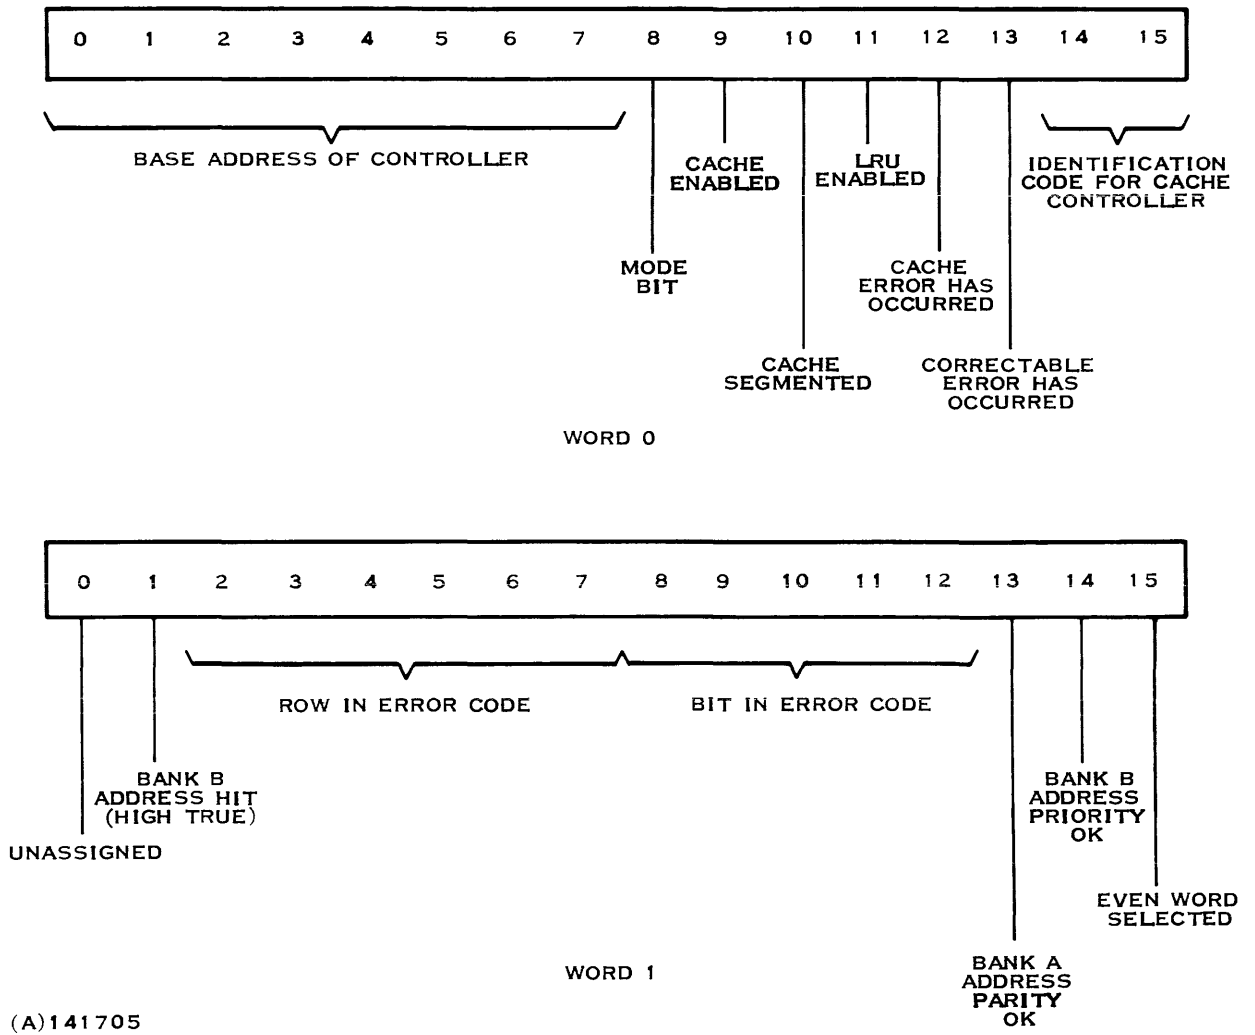 0 1 2 3 4 5 6 7 8 9 10 11 12 13 14 15
BASE ADDRESS OF CONTROLLER
CACHE
ENABLED
LRU
ENABLED
IDENTIFICATION
CODE FOR CACHE
CONTROLLER
MODE
BIT
CACHE
ERROR HAS
OCCURRED
CACHE
SEGMENTED
CORRECTABLE
ERROR HAS
OCCURRED
WORD 0
0 1 2 3 4 5 6 7 8 9 10 11 12 13 14 15
ROW IN ERROR CODE
BIT IN ERROR CODE
BANK B
ADDRESS HIT
(HIGH TRUE)
BANK B
ADDRESS
PRIORITY
OK
UNASSIGNED
EVEN WORD
SELECTED
BANK A
ADDRESS
PARITY
OK
WORD 1
(A)141705